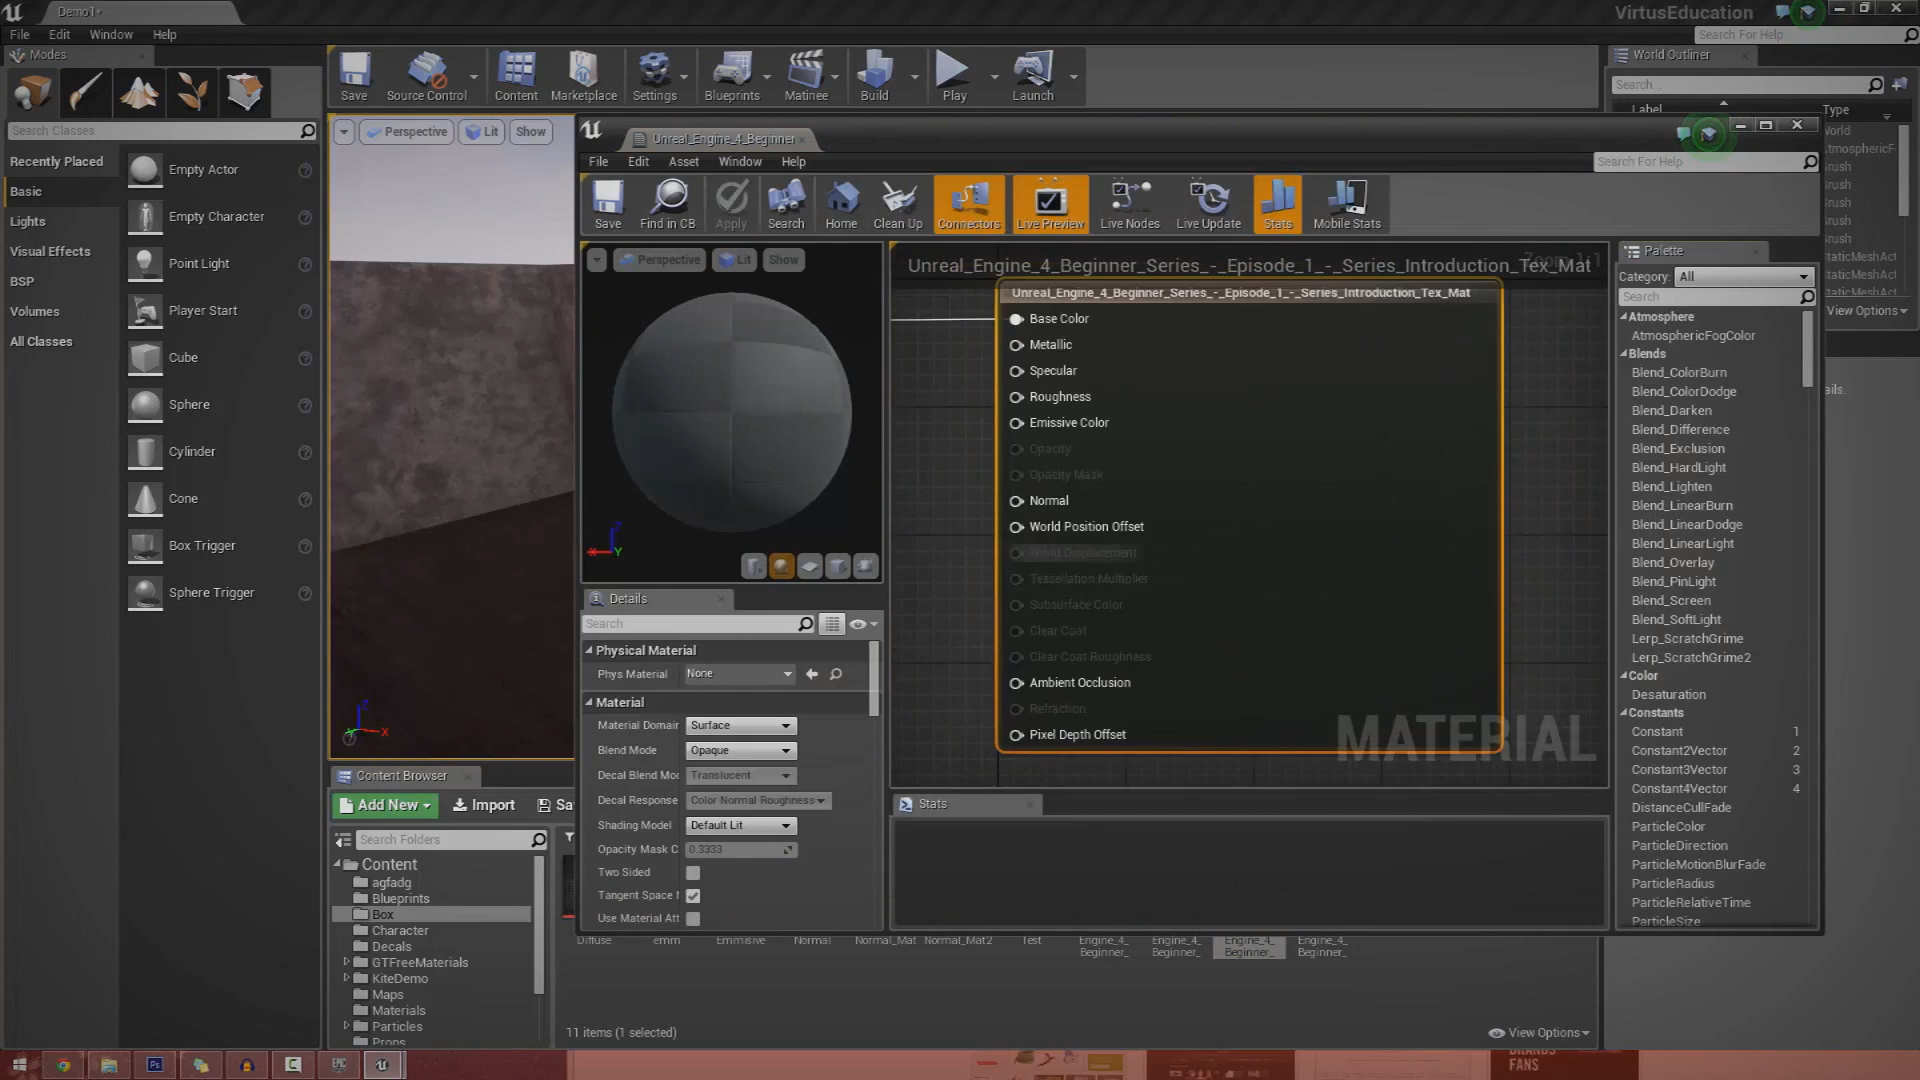 Demo1*
VirtusEducation
File Edit Window Help
Search For Help
Modes
Search Classes
Recently Placed
Basic
Lights
Visual Effects
BSP
Volumes
All Classes
Empty Actor
Empty Character
Point Light
Player Start
Cube
Sphere
Cylinder
Cone
Box Trigger
Sphere Trigger
Save
Source Control
Content
Marketplace
Settings
Blueprints
Matinee
Build
Play
Launch
Perspective Lit Show
World Outliner
Search...
Label Type
View Options
Unreal_Engine_4_Beginner
File Edit Asset Window Help
Search For Help
Save
Find in CB
Apply
Search
Home
Clean Up
Connectors
Live Preview
Live Nodes
Live Update
Stats
Mobile Stats
Perspective Lit Show
Unreal_Engine_4_Beginner_Series_-_Episode_1_-_Series_Introduction_Tex_Mat
Unreal_Engine_4_Beginner_Series_-_Episode_1_-_Series_Introduction_Tex_Mat
Base Color
Metallic
Specular
Roughness
Emissive Color
Opacity
Opacity Mask
Normal
World Position Offset
World Displacement
Tessellation Multiplier
Subsurface Color
Clear Coat
Clear Coat Roughness
Ambient Occlusion
Refraction
Pixel Depth Offset
MATERIAL
Palette
Category: All
Search
Atmosphere
AtmosphericFogColor
Blends
Blend_ColorBurn
Blend_ColorDodge
Blend_Darken
Blend_Difference
Blend_Exclusion
Blend_HardLight
Blend_Lighten
Blend_LinearBurn
Blend_LinearDodge
Blend_LinearLight
Blend_Overlay
Blend_PinLight
Blend_Screen
Blend_SoftLight
Lerp_ScratchGrime
Lerp_ScratchGrime2
Color
Desaturation
Constants
Constant 1
Constant2Vector 2
Constant3Vector 3
Constant4Vector 4
DistanceCullFade
ParticleColor
ParticleDirection
ParticleMotionBlurFade
ParticleRadius
ParticleRelativeTime
ParticleSize
Details
Search
Physical Material
Phys Material None
Material
Material Domain Surface
Blend Mode Opaque
Decal Blend Mod Translucent
Decal Response Color Normal Roughness
Shading Model Default Lit
Opacity Mask C 0.3333
Two Sided
Tangent Space N
Use Material Att
Stats
Content Browser
Add New Import Sa
Search Folders
Content
agfadg
Blueprints
Box
Character
Decals
GTFreeMaterials
KiteDemo
Maps
Materials
Particles
Props
Diffuse emm Emmisive Normal Normal_Mat Normal_Mat2 Test Engine_4_ Engine_4_ Engine_4_ Engine_4_
Beginner_ Beginner_ Beginner_ Beginner_
11 items (1 selected)
View Options
FANS